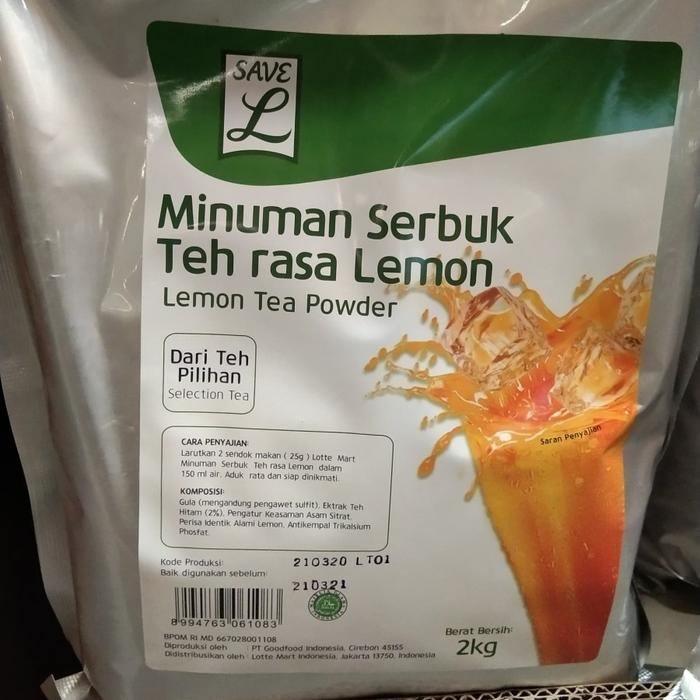 SAVE
L
Minuman Serbuk
Teh rasa Lemon
Lemon Tea Powder
Dari Teh
Pilihan
Selection Tea
Saran Penyajian
CARA PENYAJIAN:
Larutkan 2 sendok makan ( 25g ) Lotte Mart
Minuman Serbuk Teh rasa Lemon dalam
150 ml air. Aduk rata dan siap dinikmati.
KOMPOSISI:
Gula (mengandung pengawet sulfit), Ektrak Teh
Hitam (2%), Pengatur Keasaman Asam Sitrat,
Perisa Identik Alami Lemon, Antikempal Trikalsium
Phosfat.
Kode Produksi: 210320 LT01
Baik digunakan sebelum: 210321
8 994763 061083
BPOM RI MD 667028001108
Diproduksi oleh : PT Goodfood Indonesia, Cirebon 45155
Didistribusikan oleh : Lotte Mart Indonesia, Jakarta 13750, Indonesia
Berat Bersih:
2kg